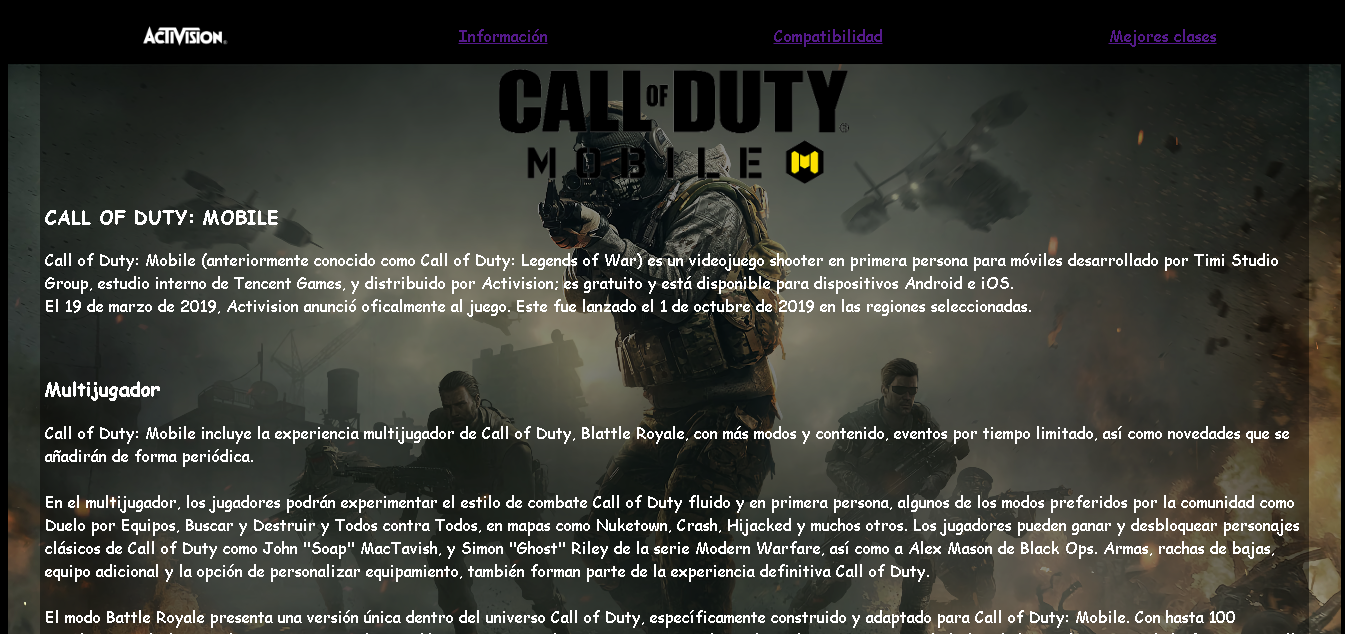 ACTIVISION.
Información
Compatibilidad
Mejores clases
CALL OF DUTY®
MOBILE
CALL OF DUTY: MOBILE
Call of Duty: Mobile (anteriormente conocido como Call of Duty: Legends of War) es un videojuego shooter en primera persona para móviles desarrollado por Timi Studio
Group, estudio interno de Tencent Games, y distribuido por Activision; es gratuito y está disponible para dispositivos Android e iOS.
El 19 de marzo de 2019, Activision anunció oficalmente al juego. Este fue lanzado el 1 de octubre de 2019 en las regiones seleccionadas.
Multijugador
Call of Duty: Mobile incluye la experiencia multijugador de Call of Duty, Blattle Royale, con más modos y contenido, eventos por tiempo limitado, así como novedades que se
añadirán de forma periódica.
En el multijugador, los jugadores podrán experimentar el estilo de combate Call of Duty fluido y en primera persona, algunos de los modos preferidos por la comunidad como
Duelo por Equipos, Buscar y Destruir y Todos contra Todos, en mapas como Nuketown, Crash, Hijacked y muchos otros. Los jugadores pueden ganar y desbloquear personajes
clásicos de Call of Duty como John "Soap" MacTavish, y Simon "Ghost" Riley de la serie Modern Warfare, así como a Alex Mason de Black Ops. Armas, rachas de bajas,
equipo adicional y la opción de personalizar equipamiento, también forman parte de la experiencia definitiva Call of Duty.
El modo Battle Royale presenta una versión única dentro del universo Call of Duty, específicamente construido y adaptado para Call of Duty: Mobile. Con hasta 100